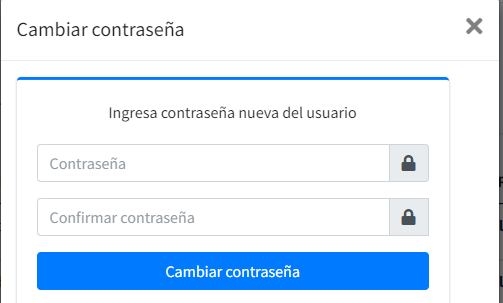 Cambiar contraseña
Ingresa contraseña nueva del usuario
Contraseña
Confirmar contraseña
Cambiar contraseña